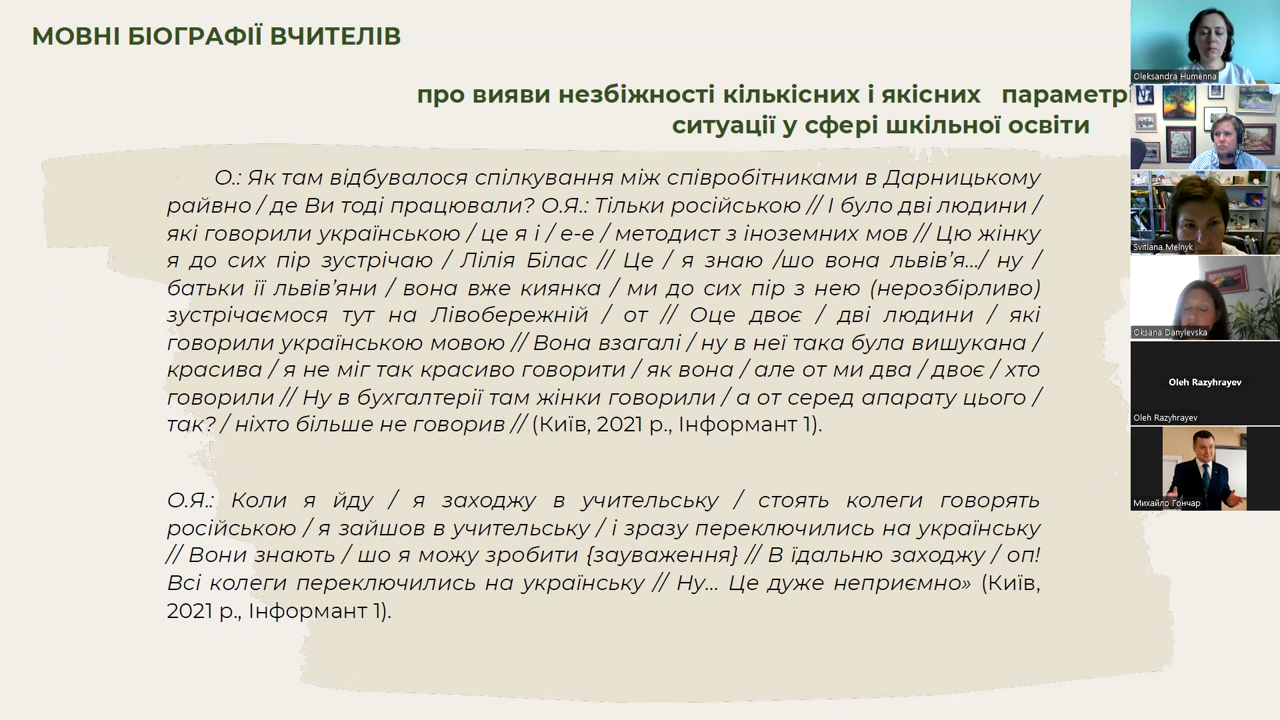 МОВНІ БІОГРАФІЇ ВЧИТЕЛІВ
про вияви незбіжності кількісних і якісних параметрі
ситуації у сфері шкільної освіти
О.: Як там відбувалося спілкування між співробітниками в Дарницькому
райвно / де Ви тоді працювали? О.Я.: Тільки російською // І було дві людини /
які говорили українською / це я і / е-е / методист з іноземних мов // Цю жінку
я до сих пір зустрічаю / Лілія Білас // Це / я знаю /шо вона львів’я.../ ну /
батьки її львів’яни / вона вже киянка / ми до сих пір з нею (нерозбірливо)
зустрічаємося тут на Лівобережній / от // Оце двоє / дві людини / які
говорили українською мовою // Вона взагалі / ну в неї така була вишукана /
красива / я не міг так красиво говорити / як вона / але от ми два / двоє / хто
говорили // Ну в бухгалтерії там жінки говорили / а от серед апарату цього /
так? / ніхто більше не говорив // (Київ, 2021 р., Інформант 1).
О.Я.: Коли я йду / я заходжу в учительську / стоять колеги говорять
російською / я зайшов в учительську / і зразу переключились на українську
// Вони знають / шо я можу зробити {зауваження} // В їдальню заходжу / оп!
Всі колеги переключились на українську // Ну... Це дуже неприємно» (Київ,
2021 р., Інформант 1).
Oleksandra Humenna
Svitlana Melnyk
Oksana Danylevska
Oleh Razyhrayev
Oleh Razyhrayev
Михайло Гончар